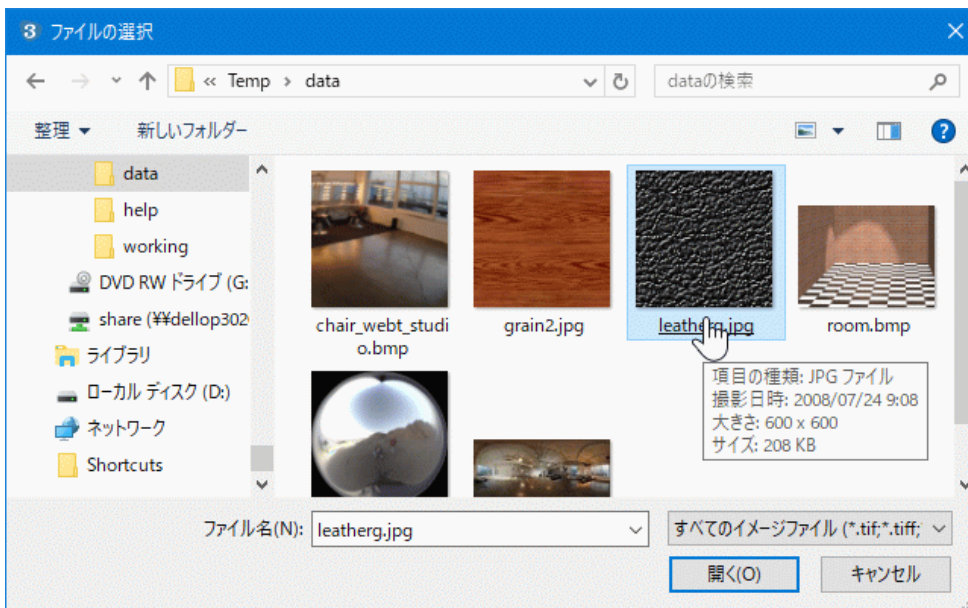 ファイルの選択
« Temp › data
dataの検索
整理
新しいフォルダー
data
help
working
DVD RW ドライブ (G:
share (¥¥dellop302
ライブラリ
ローカル ディスク (D:)
ネットワーク
Shortcuts
chair_webt_studi
o.bmp
grain2.jpg
leatherg.jpg
room.bmp
項目の種類: JPG ファイル
撮影日時: 2008/07/24 9:08
大きさ: 600 x 600
サイズ: 208 KB
ファイル名(N):
leatherg.jpg
すべてのイメージファイル (*.tif;*.tiff;
開く(O)
キャンセル